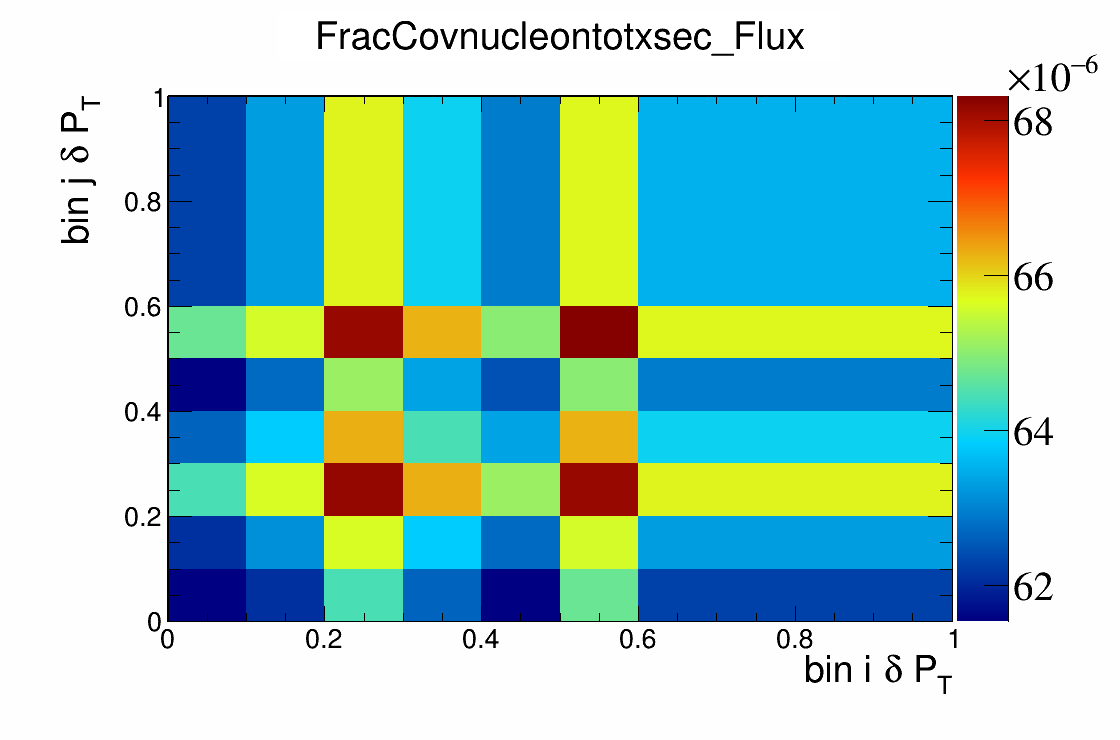 FracCovnucleontotxsec_Flux
×10⁻⁶
bin j δ P_T
1
0.8
0.6
0.4
0.2
0
68
66
64
62
0 0.2 0.4 0.6 0.8 1
bin i δ P_T